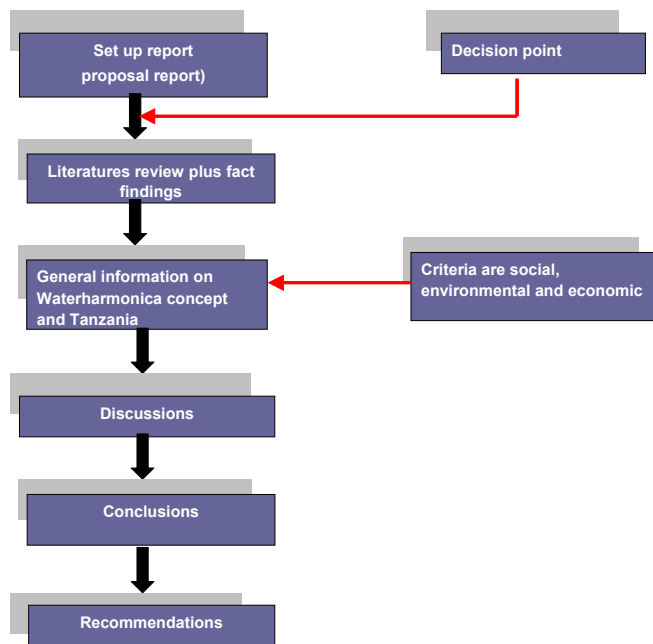 Set up report
proposal report)
Decision point
Literatures review plus fact
findings
General information on
Waterharmonica concept
and Tanzania
Criteria are social,
environmental and economic
Discussions
Conclusions
Recommendations